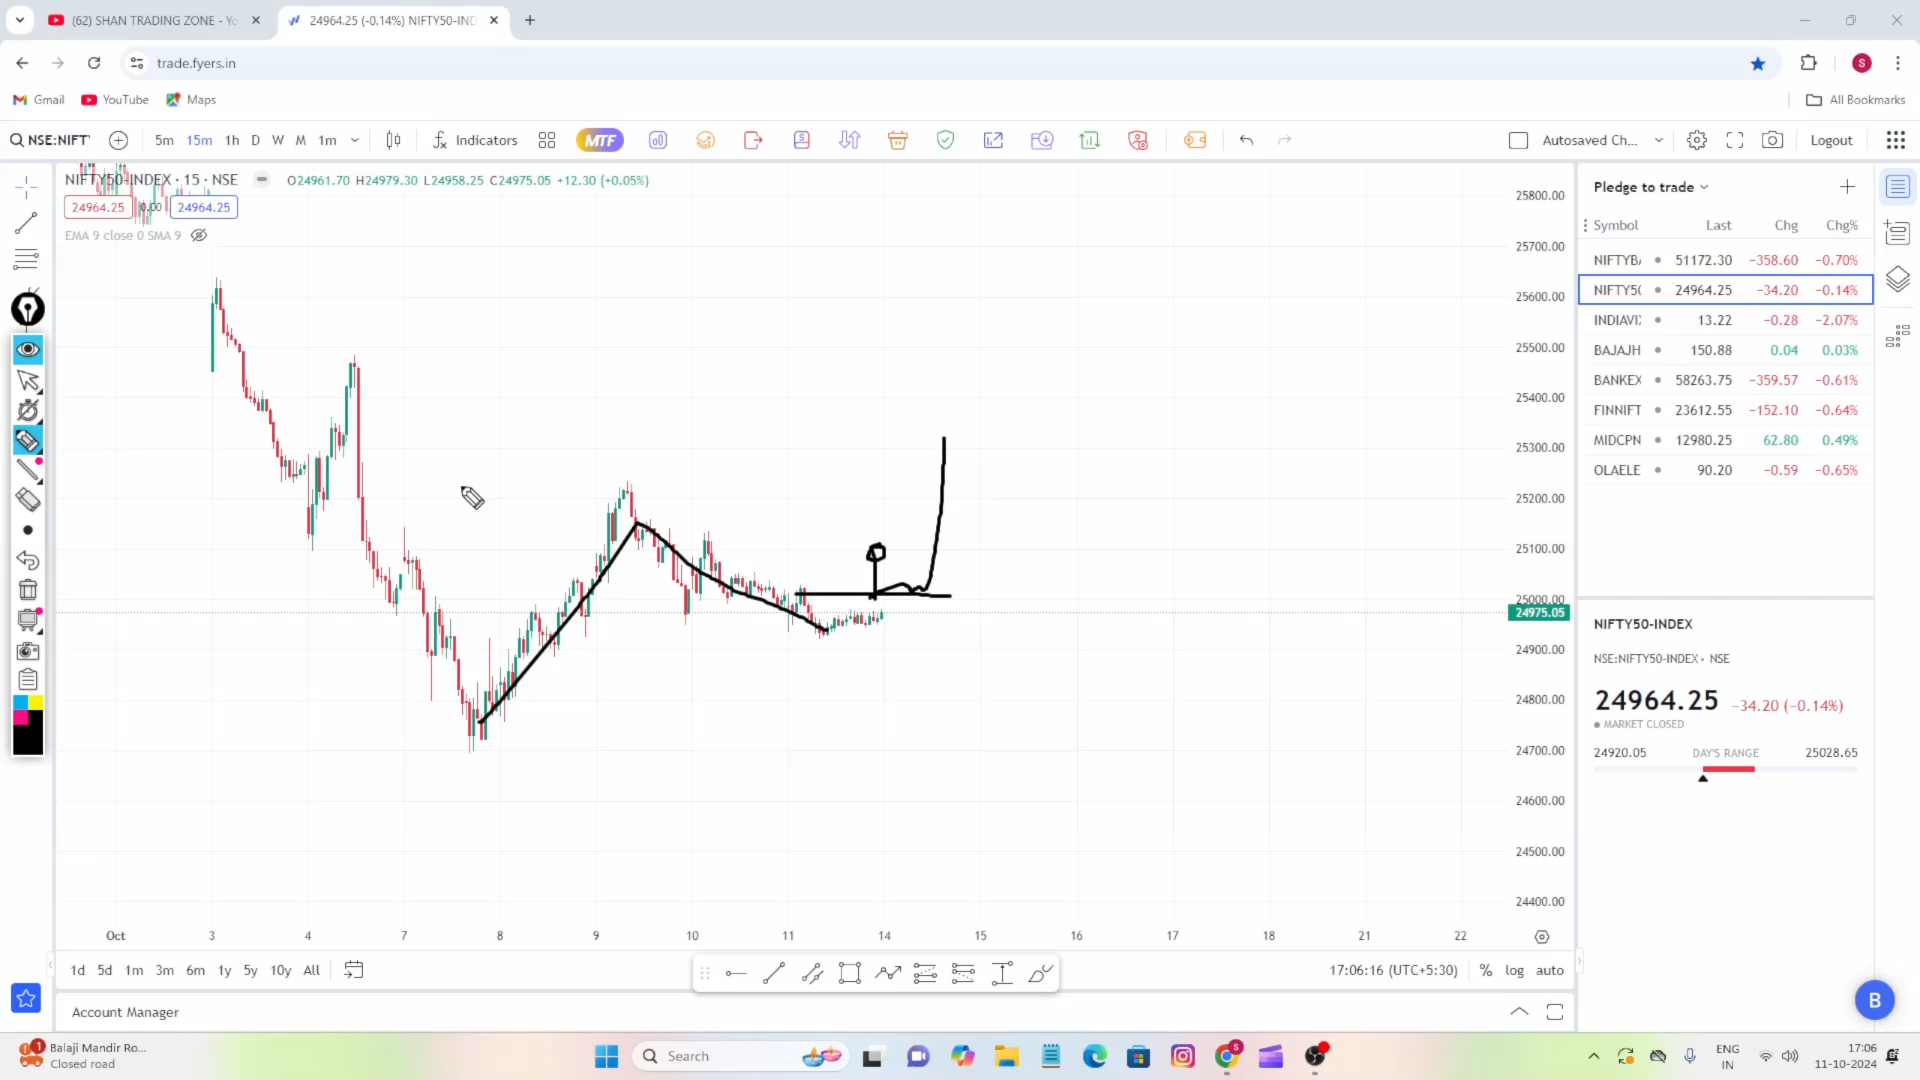 (62) SHAN TRADING ZONE - Yo
24964.25 (-0.14%) NIFTY50-IND
trade.fyers.in
S
Gmail
YouTube
Maps
All Bookmarks
NSE:NIFT'
5m 15m 1h D W M 1m
Indicators
MTF
Autosaved Ch...
Logout
NIFTY50-INDEX · 15 · NSE
O24961.70 H24979.30 L24958.25 C24975.05 +12.30 (+0.05%)
24964.25 0.00 24964.25
EMA 9 close 0 SMA 9
25800.00
25700.00
25600.00
25500.00
25400.00
25300.00
25200.00
25100.00
25000.00
24975.05
24900.00
24800.00
24700.00
24600.00
24500.00
24400.00
Oct 3 4 7 8 9 10 11 14 15 16 17 18 21 22
1d 5d 1m 3m 6m 1y 5y 10y All
17:06:16 (UTC+5:30) % log auto
Account Manager
Pledge to trade
Symbol Last Chg Chg%
NIFTYB 51172.30 −358.60 −0.70%
NIFTY5 24964.25 −34.20 −0.14%
INDIAVI 13.22 −0.28 −2.07%
BAJAJH 150.88 0.04 0.03%
BANKEX 58263.75 −359.57 −0.61%
FINNIFT 23612.55 −152.10 −0.64%
MIDCPN 12980.25 62.80 0.49%
OLAELE 90.20 −0.59 −0.65%
NIFTY50-INDEX
NSE:NIFTY50-INDEX • NSE
24964.25 −34.20 (−0.14%)
MARKET CLOSED
24920.05 DAY'S RANGE 25028.65
B
1
Balaji Mandir Ro...
Closed road
Search
S
ENG
IN
17:06
11-10-2024